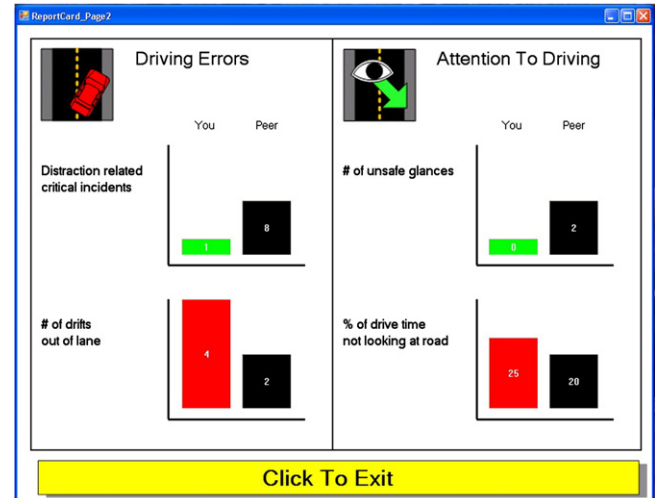 ReportCard_Page2
Driving Errors
You Peer
Distraction related
critical incidents
1
8
# of drifts
out of lane
4
2
Attention To Driving
You Peer
# of unsafe glances
0
2
% of drive time
not looking at road
25
20
Click To Exit